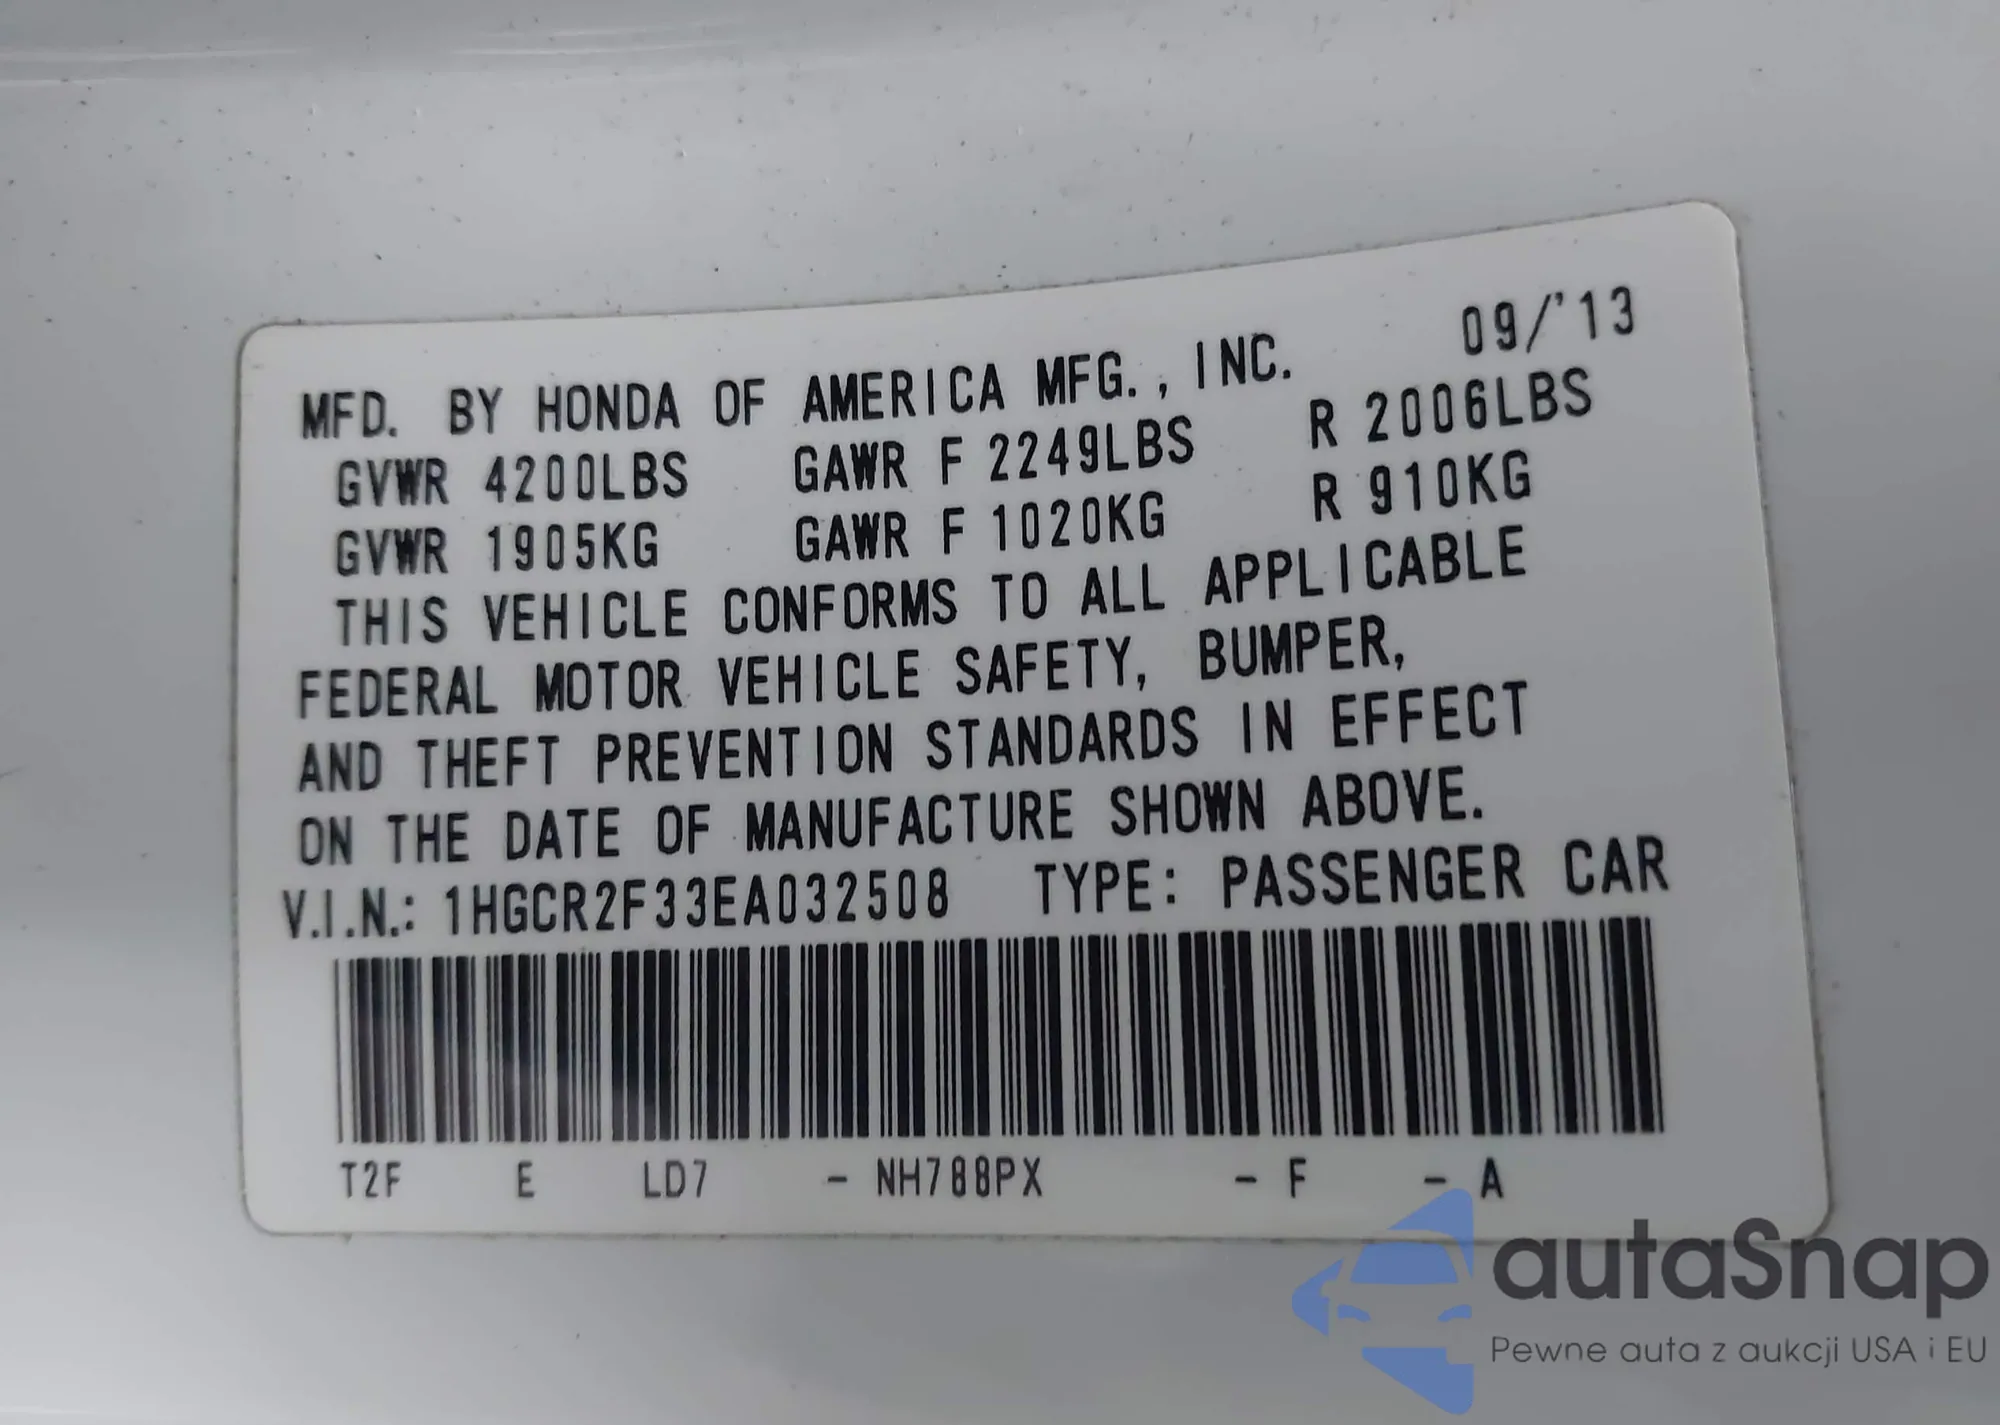 09/'13
MFD. BY HONDA OF AMERICA MFG., INC.
GVWR 4200LBS GAWR F 2249LBS R 2006LBS
GVWR 1905KG GAWR F 1020KG R 910KG
THIS VEHICLE CONFORMS TO ALL APPLICABLE
FEDERAL MOTOR VEHICLE SAFETY, BUMPER,
AND THEFT PREVENTION STANDARDS IN EFFECT
ON THE DATE OF MANUFACTURE SHOWN ABOVE.
V.I.N.: 1HGCR2F33EA032508 TYPE: PASSENGER CAR
T2F E LD7 - NH788PX - F - A
autaSnap
Pewne auta z aukcji USA i EU